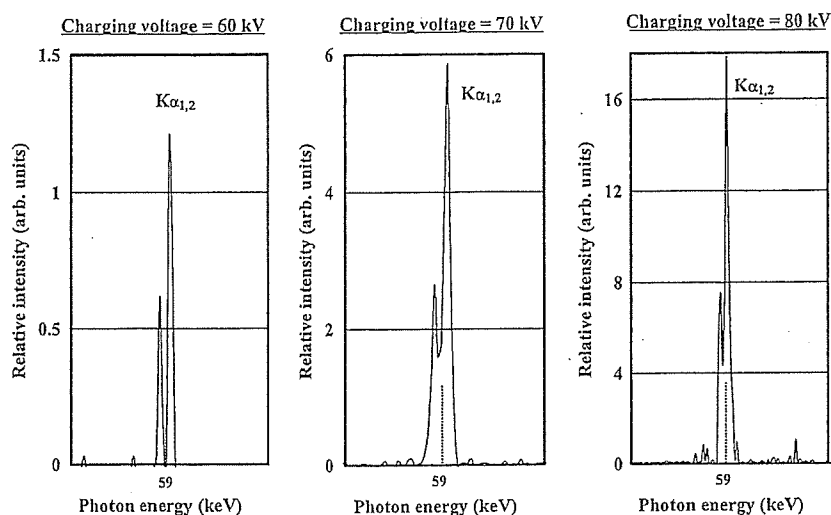 Charging voltage = 60 kV
1.5
1
0.5
0
Kα1,2
Relative intensity (arb. units)
59
Photon energy (keV)
Charging voltage = 70 kV
6
4
2
0
Kα1,2
Relative intensity (arb. units)
59
Photon energy (keV)
Charging voltage = 80 kV
16
12
8
4
0
Kα1,2
Relative intensity (arb. units)
59
Photon energy (keV)